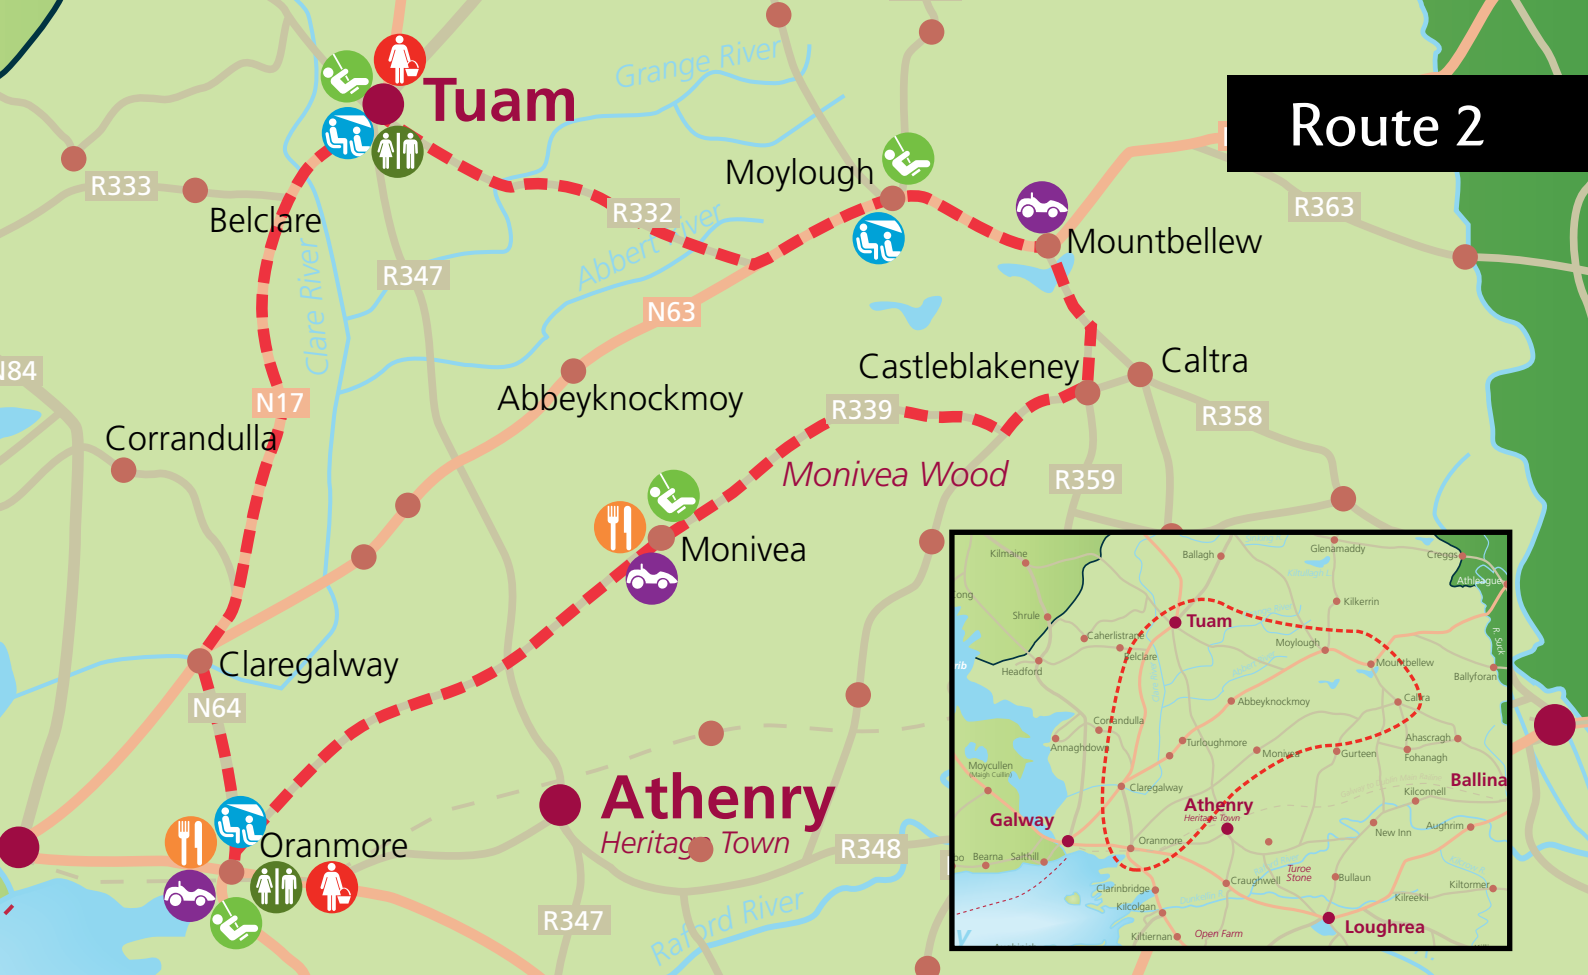 Route 2
Grange River
Tuam
Moylough
R333
Belclare
R332
Abbert River
R363
Mountbellew
Clare River
R347
N63
N84
Castleblakeney
Caltra
N17
Abbeyknockmoy
R339
R358
Corrandulla
Monivea Wood
R359
Monivea
Claregalway
N64
Athenry
Heritage Town
Oranmore
R348
R347
Raford River
Kilmaine
Ballagh
Glenamaddy
Creggs
Athleague
Shrule
Kilkerrin
Tuam
Caherlistrane
Belclare
Moylough
Mountbellew
R. Suck
Headford
Ballyforan
Abbeyknockmoy
Caltra
Corrandulla
Annaghdown
Turloughmore
Monivea
Gurteen
Ahascragh
Fohanagh
Moycullen
(Maigh Cuilin)
Claregalway
Ballina
Kilconnell
Athenry
Heritage Town
Galway
New Inn
Aughrim
Oranmore
Bearna
Salthill
Turoe
Stone
Bullaun
Craughwell
Kiltormer
Clarinbridge
Kilreekil
Kilcolgan
Loughrea
Kiltiernan
Open Farm